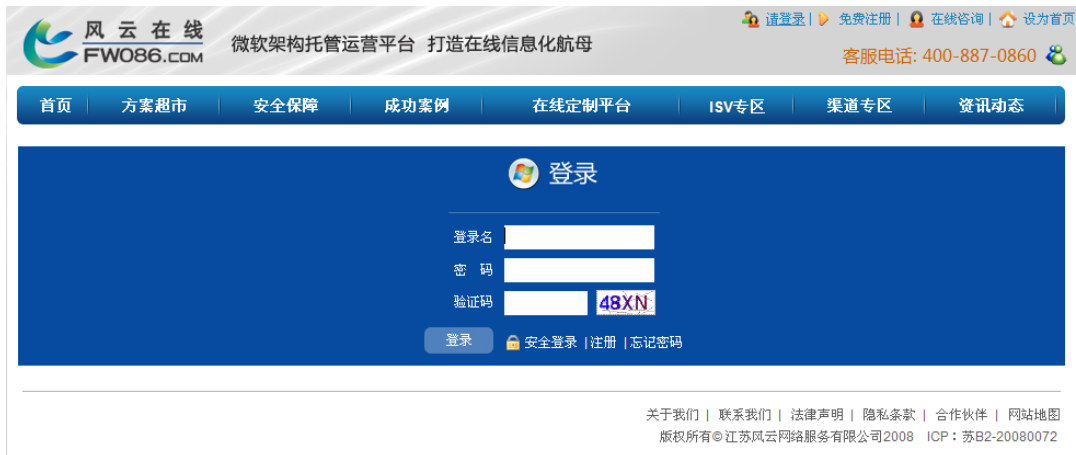 请登录 | 免费注册 | 在线咨询 | 设为首页
风云在线
FWO86.COM
微软架构托管运营平台 打造在线信息化航母
客服电话: 400-887-0860
首页 方案超市 安全保障 成功案例 在线定制平台 ISV专区 渠道专区 资讯动态
登录
登录名
密 码
验证码 48XN
登录 安全登录 |注册 |忘记密码
关于我们 | 联系我们 | 法律声明 | 隐私条款 | 合作伙伴 | 网站地图
版权所有©江苏风云网络服务有限公司2008 ICP：苏B2-20080072